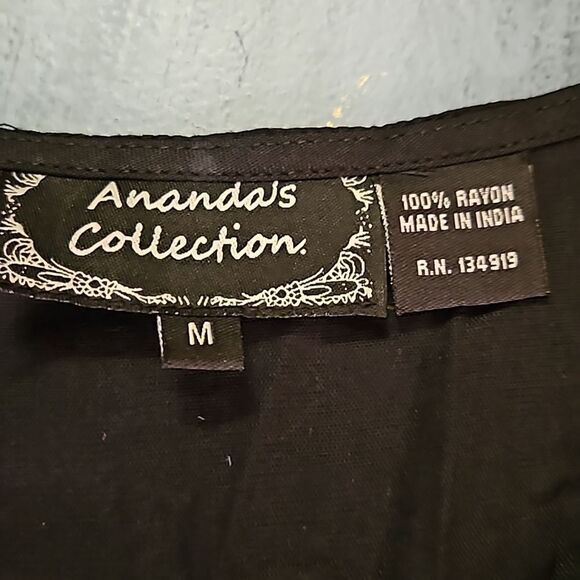 Ananda's
Collection.
M
100% RAYON
MADE IN INDIA
R.N. 134919